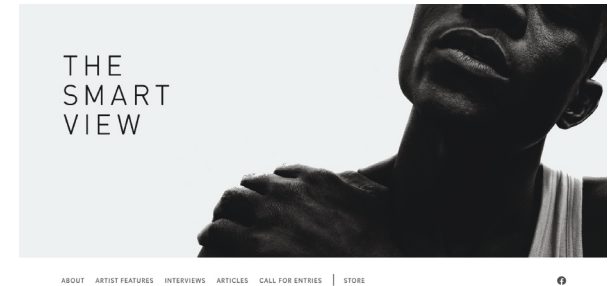 THE
SMART
VIEW
ABOUT ARTIST FEATURES INTERVIEWS ARTICLES CALL FOR ENTRIES | STORE